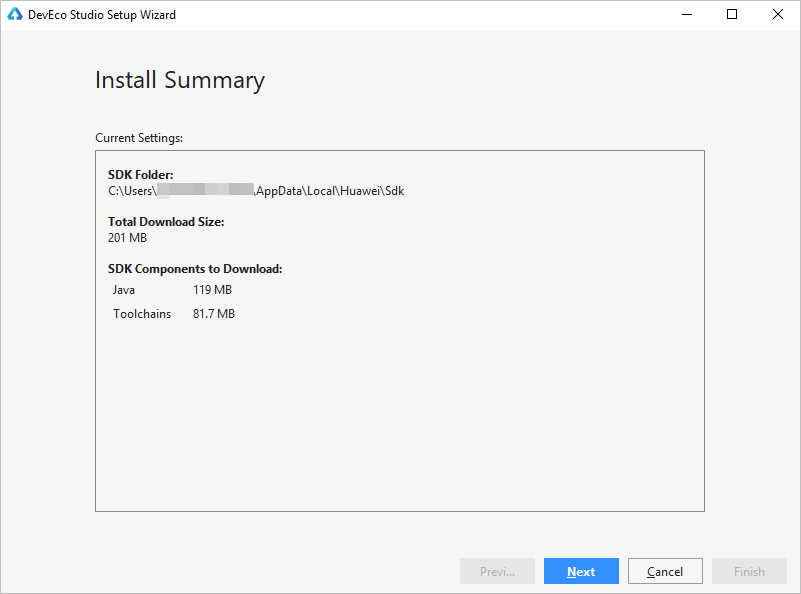 DevEco Studio Setup Wizard
Install Summary
Current Settings:
SDK Folder:
C:\Users\ \AppData\Local\Huawei\Sdk
Total Download Size:
201 MB
SDK Components to Download:
Java 119 MB
Toolchains 81.7 MB
Previ... Next Cancel Finish